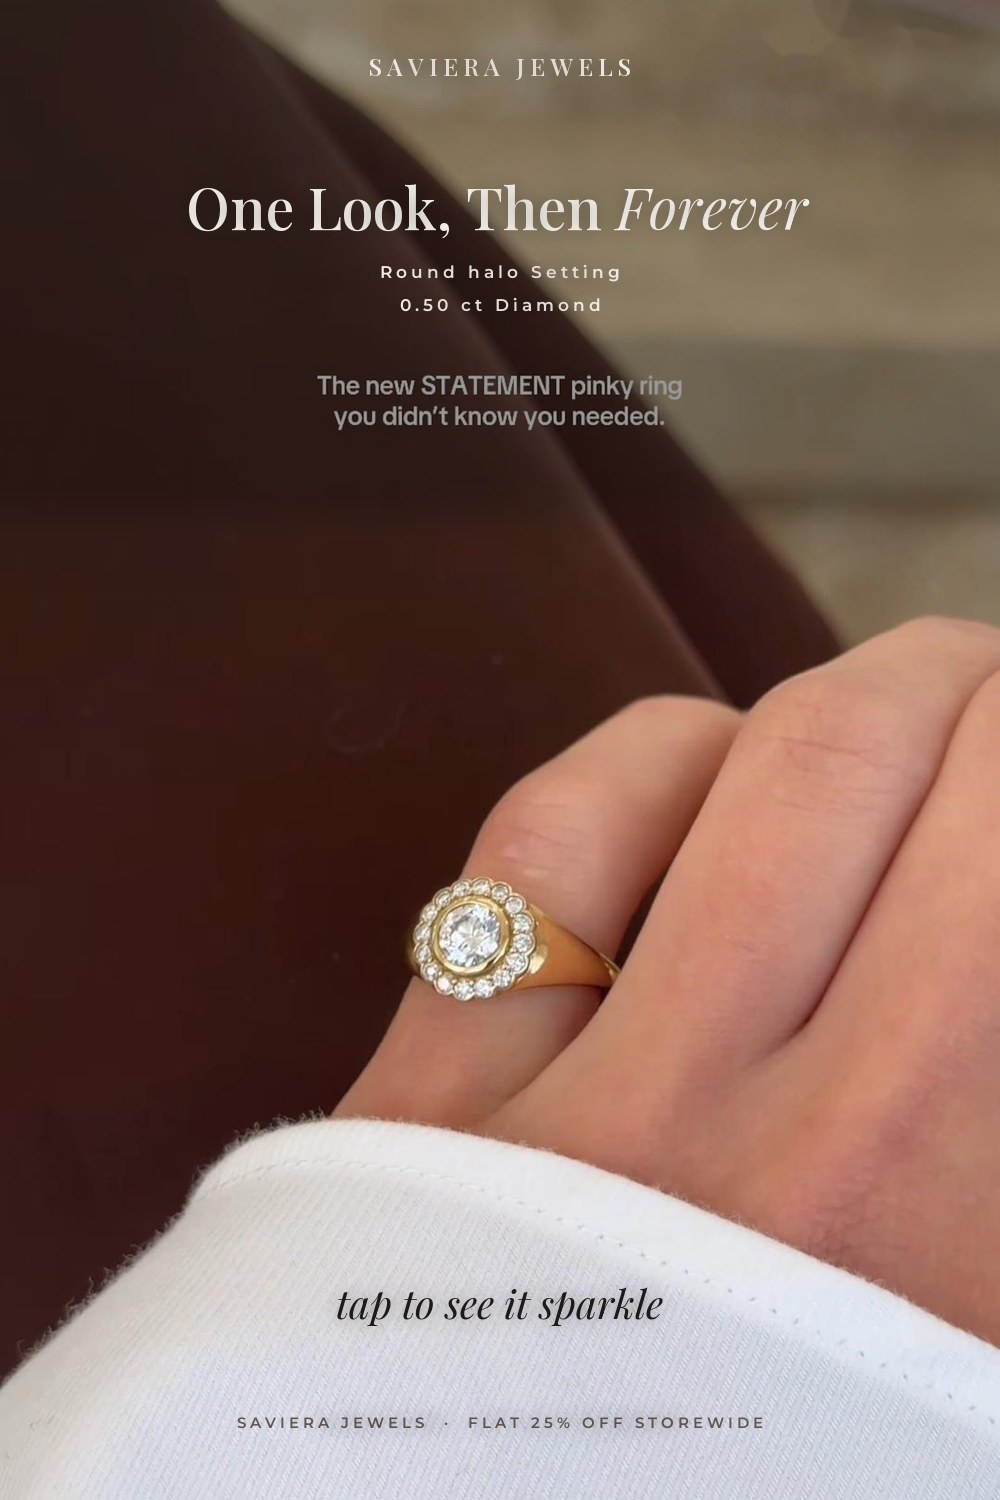 SAVIERA JEWELS
One Look, Then Forever
Round halo Setting
0.50 ct Diamond
The new STATEMENT pinky ring
you didn't know you needed.
tap to see it sparkle
SAVIERA JEWELS · FLAT 25% OFF STOREWIDE